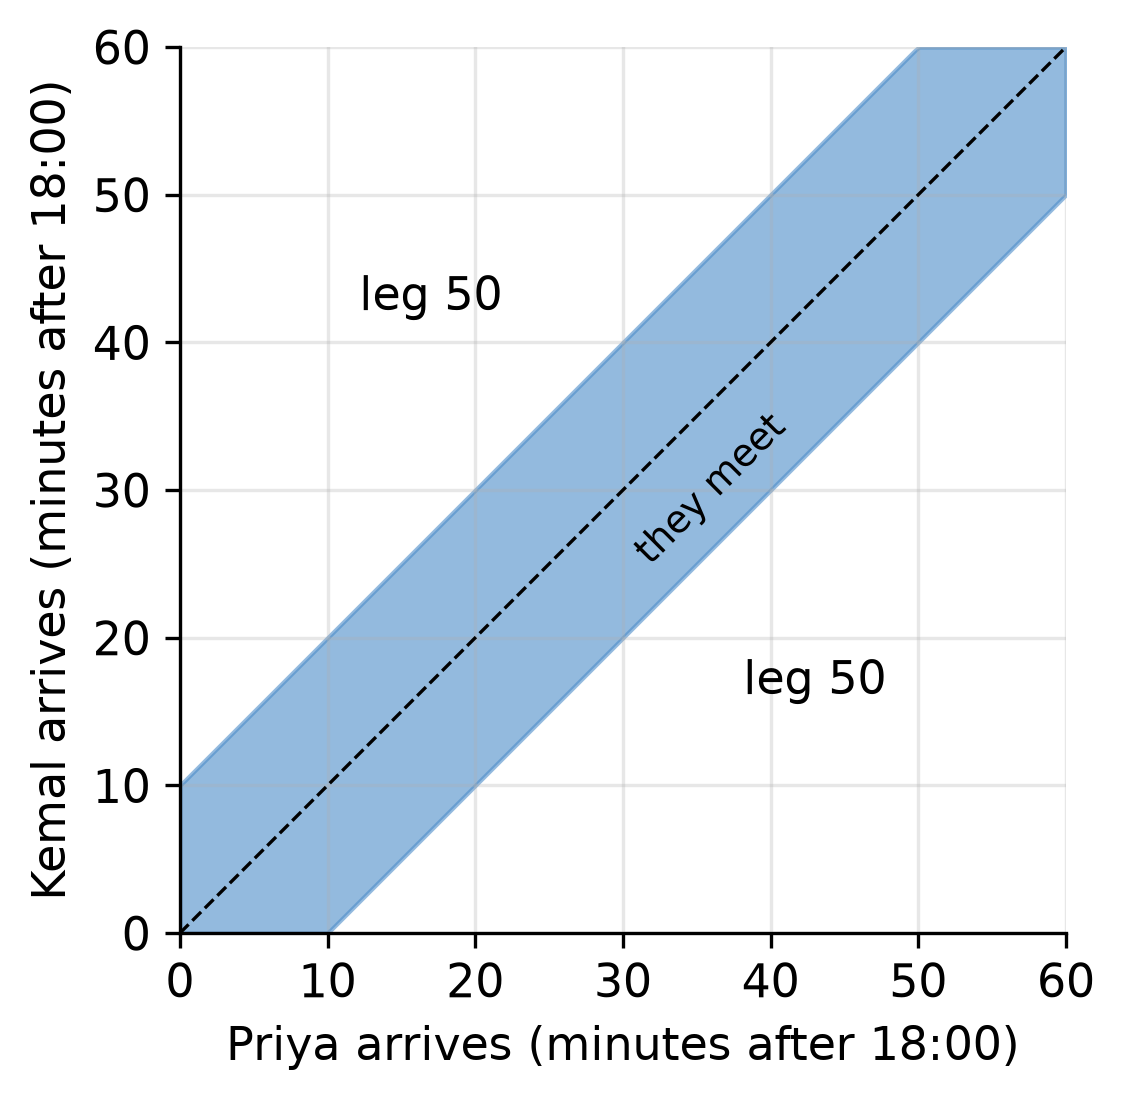 60
50
40
30
20
10
0
Kemal arrives (minutes after 18:00)
leg 50
they meet
leg 50
0 10 20 30 40 50 60
Priya arrives (minutes after 18:00)